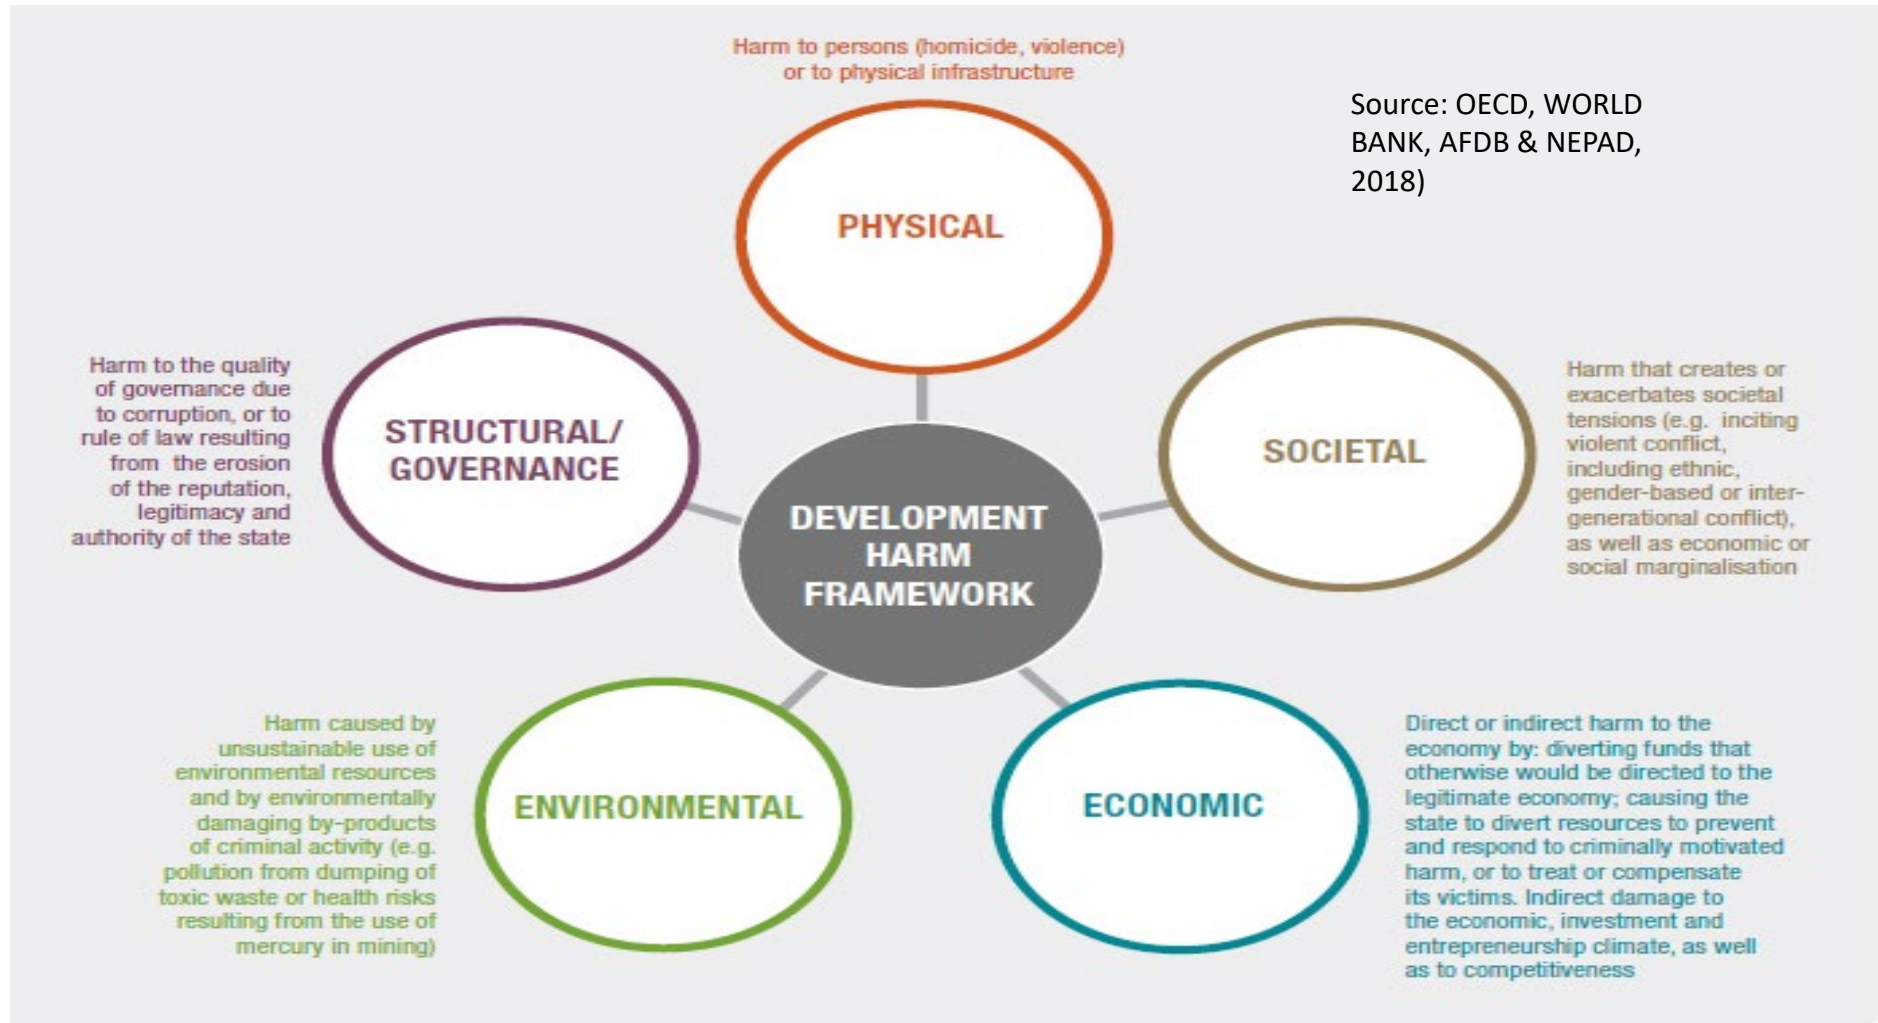 Harm to persons (homicide, violence)
or to physical infrastructure
Source: OECD, WORLD
BANK, AFDB & NEPAD,
2018)
PHYSICAL
Harm to the quality
of governance due
to corruption, or to
rule of law resulting
from the erosion
of the reputation,
legitimacy and
authority of the state
STRUCTURAL/
GOVERNANCE
SOCIETAL
Harm that creates or
exacerbates societal
tensions (e.g. inciting
violent conflict,
including ethnic,
gender-based or inter-
generational conflict),
as well as economic or
social marginalisation
DEVELOPMENT
HARM
FRAMEWORK
Harm caused by
unsustainable use of
environmental resources
and by environmentally
damaging by-products
of criminal activity (e.g.
pollution from dumping of
toxic waste or health risks
resulting from the use of
mercury in mining)
ENVIRONMENTAL
ECONOMIC
Direct or indirect harm to the
economy by: diverting funds that
otherwise would be directed to the
legitimate economy; causing the
state to divert resources to prevent
and respond to criminally motivated
harm, or to treat or compensate
its victims. Indirect damage to
the economic, investment and
entrepreneurship climate, as well
as to competitiveness